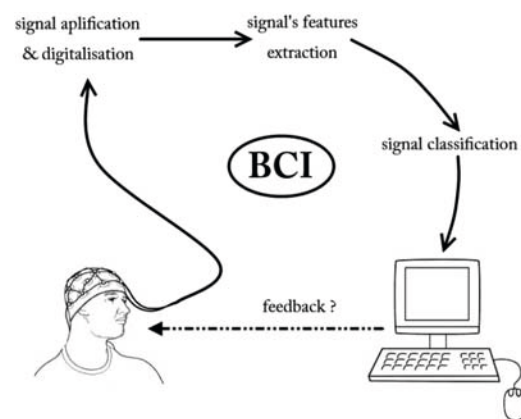 signal aplification
& digitalisation
signal's features
extraction
signal classification
BCI
feedback ?